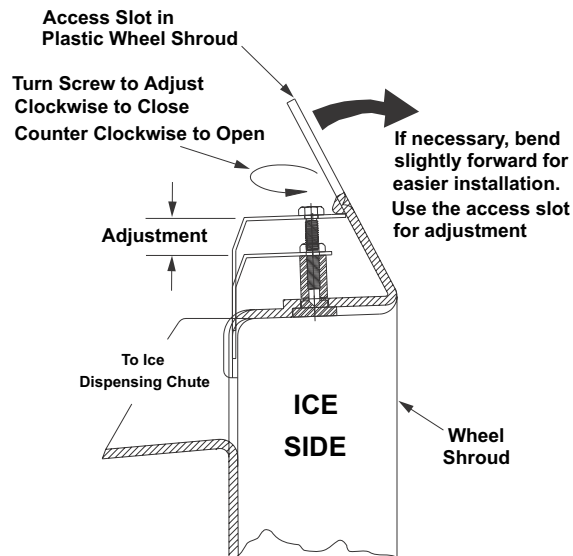 Access Slot in
Plastic Wheel Shroud
Turn Screw to Adjust
Clockwise to Close
Counter Clockwise to Open
If necessary, bend
slightly forward for
easier installation.
Use the access slot
for adjustment
Adjustment
To Ice
Dispensing Chute
ICE
SIDE
Wheel
Shroud